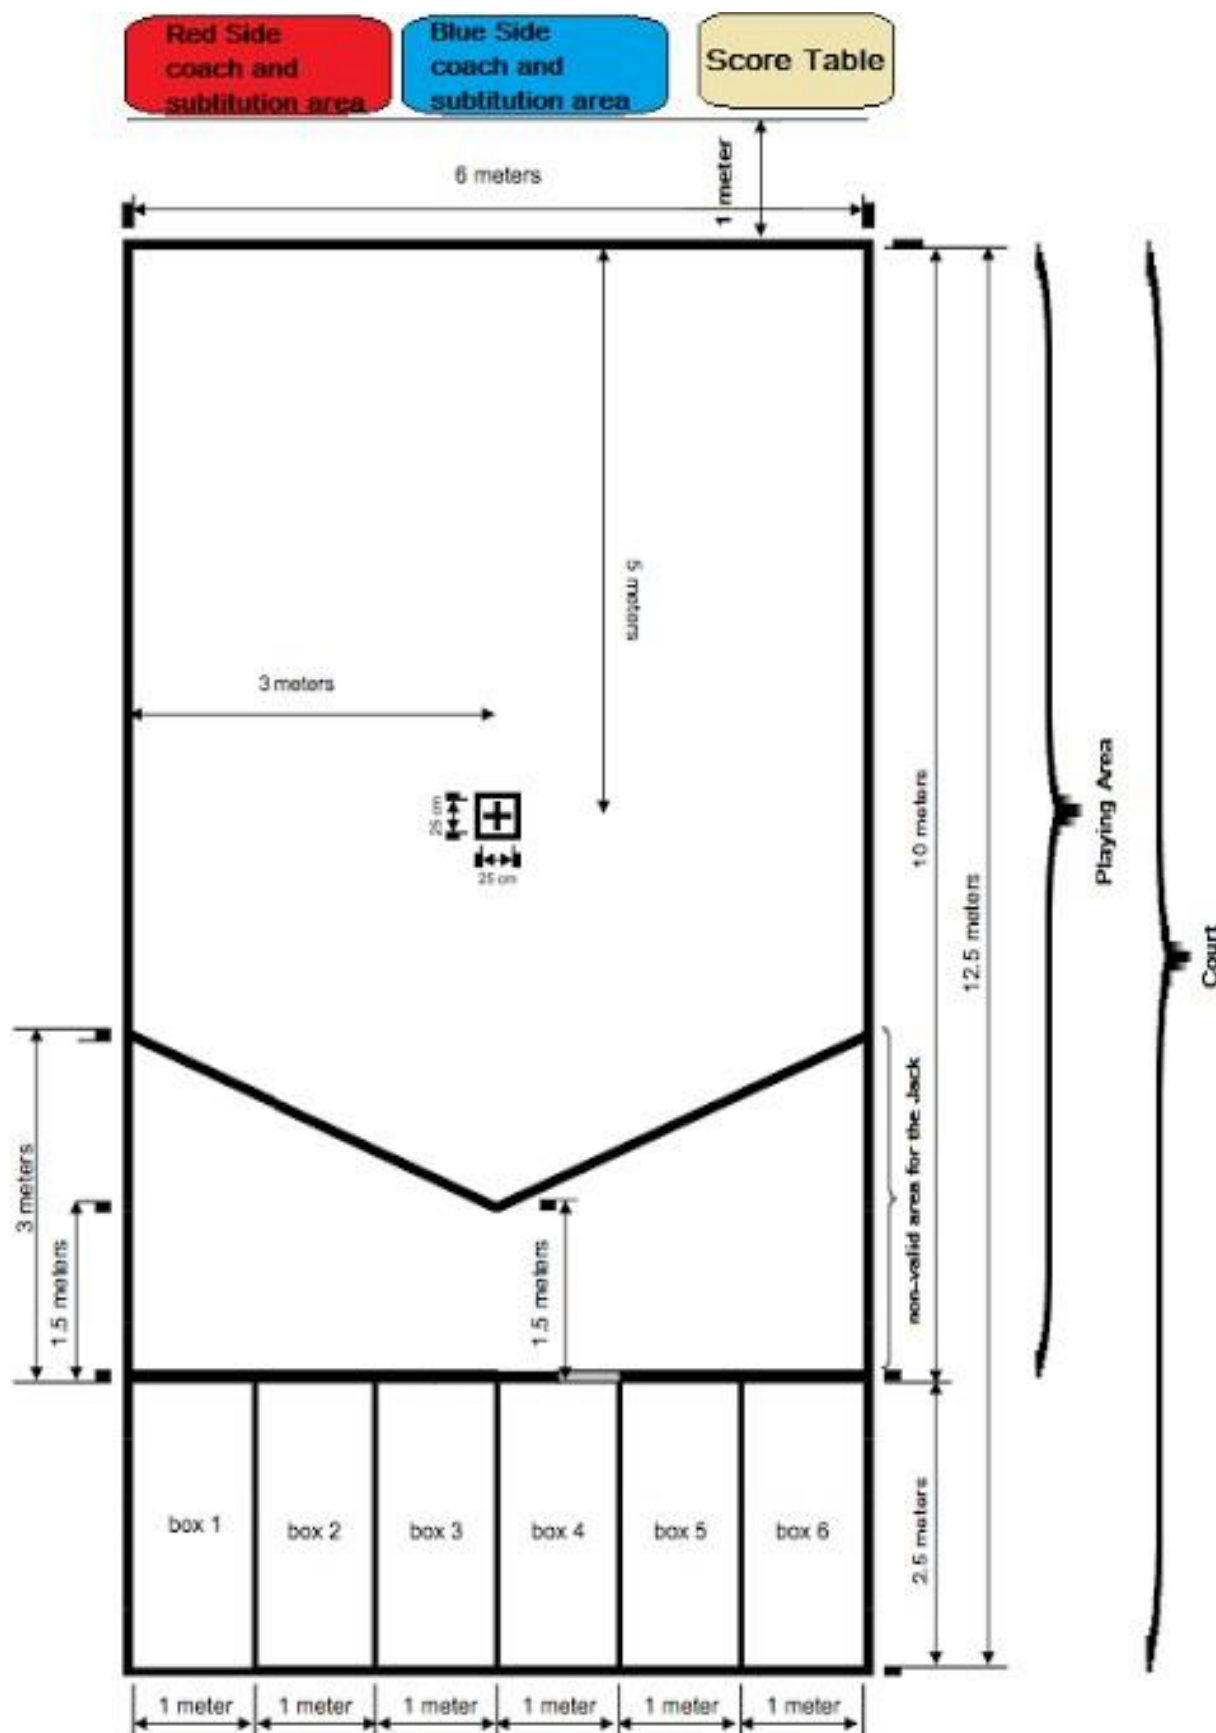 Red Side
coach and
subtitution area
Blue Side
coach and
subtitution area
Score Table
6 meters
1 meter
5 meters
3 meters
25 cm
25 cm
10 meters
12.5 meters
Playing Area
Court
3 meters
1.5 meters
1.5 meters
non-valid area for the Jack
box 1
box 2
box 3
box 4
box 5
box 6
2.5 meters
1 meter
1 meter
1 meter
1 meter
1 meter
1 meter